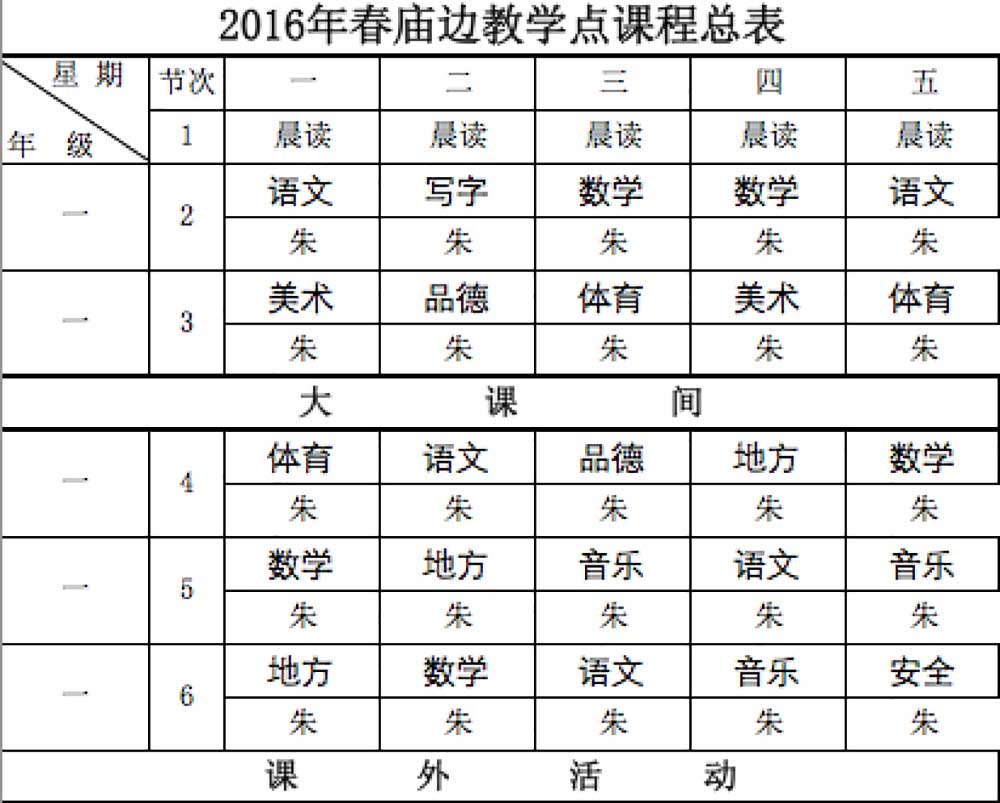 2016年春庙边教学点课程总表
星 期 节次 一 二 三 四 五
年 级 1 晨读 晨读 晨读 晨读 晨读
一 2 语文 写字 数学 数学 语文
朱 朱 朱 朱 朱
一 3 美术 品德 体育 美术 体育
朱 朱 朱 朱 朱
大 课 间
一 4 体育 语文 品德 地方 数学
朱 朱 朱 朱 朱
一 5 数学 地方 音乐 语文 音乐
朱 朱 朱 朱 朱
一 6 地方 数学 语文 音乐 安全
朱 朱 朱 朱 朱
课 外 活 动